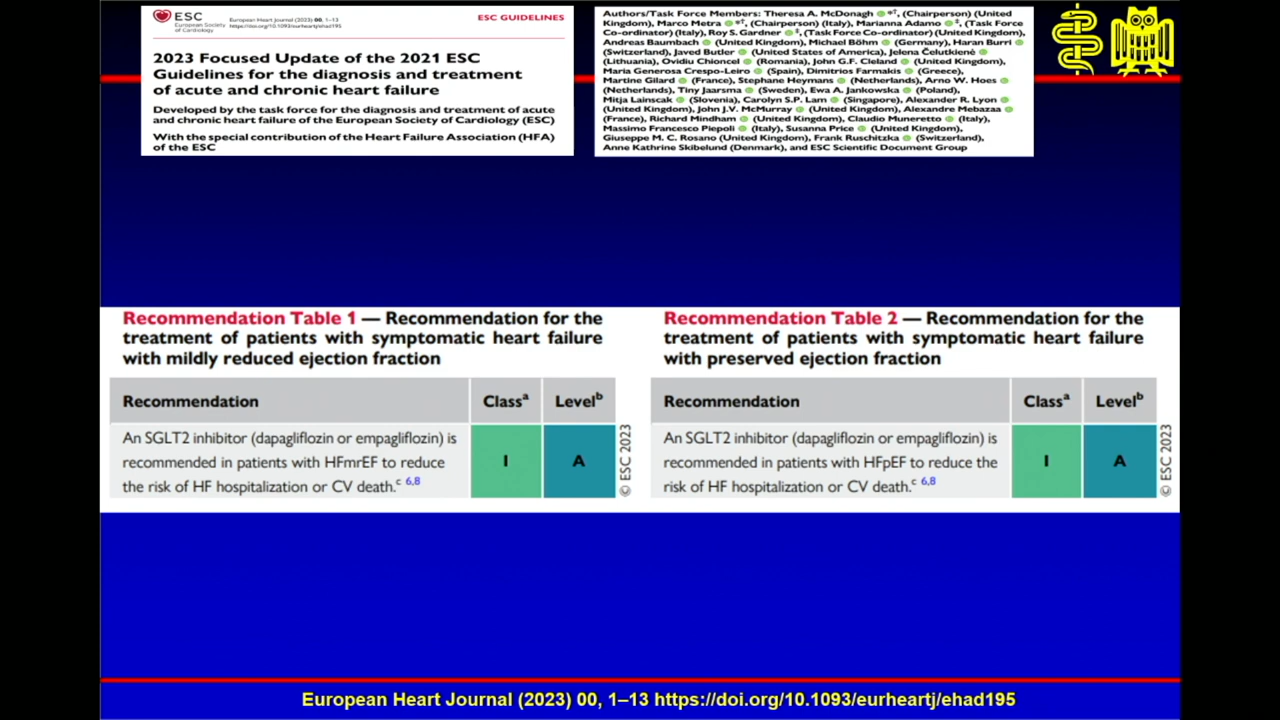 ESC
European Society
of Cardiology
European Heart Journal (2023) 00, 1–13
https://doi.org/10.1093/eurheartj/ehad195
ESC GUIDELINES
2023 Focused Update of the 2021 ESC
Guidelines for the diagnosis and treatment
of acute and chronic heart failure
Developed by the task force for the diagnosis and treatment of acute
and chronic heart failure of the European Society of Cardiology (ESC)
With the special contribution of the Heart Failure Association (HFA)
of the ESC
Authors/Task Force Members: Theresa A. McDonagh *†, (Chairperson) (United
Kingdom), Marco Metra *†, (Chairperson) (Italy), Marianna Adamo ‡, (Task Force
Co-ordinator) (Italy), Roy S. Gardner ‡, (Task Force Co-ordinator) (United Kingdom),
Andreas Baumbach (United Kingdom), Michael Böhm (Germany), Haran Burri
(Switzerland), Javed Butler (United States of America), Jelena Čelutkienė
(Lithuania), Ovidiu Chioncel (Romania), John G.F. Cleland (United Kingdom),
Maria Generosa Crespo-Leiro (Spain), Dimitrios Farmakis (Greece),
Martine Gilard (France), Stephane Heymans (Netherlands), Arno W. Hoes
(Netherlands), Tiny Jaarsma (Sweden), Ewa A. Jankowska (Poland),
Mitja Lainscak (Slovenia), Carolyn S.P. Lam (Singapore), Alexander R. Lyon
(United Kingdom), John J.V. McMurray (United Kingdom), Alexandre Mebazaa
(France), Richard Mindham (United Kingdom), Claudio Muneretto (Italy),
Massimo Francesco Piepoli (Italy), Susanna Price (United Kingdom),
Giuseppe M. C. Rosano (United Kingdom), Frank Ruschitzka (Switzerland),
Anne Kathrine Skibelund (Denmark), and ESC Scientific Document Group
Recommendation Table 1 — Recommendation for the
treatment of patients with symptomatic heart failure
with mildly reduced ejection fraction
Recommendation Classᵃ Levelᵇ
An SGLT2 inhibitor (dapagliflozin or empagliflozin) is
recommended in patients with HFmrEF to reduce
the risk of HF hospitalization or CV death.ᶜ ⁶,⁸
I A
© ESC 2023
Recommendation Table 2 — Recommendation for the
treatment of patients with symptomatic heart failure
with preserved ejection fraction
Recommendation Classᵃ Levelᵇ
An SGLT2 inhibitor (dapagliflozin or empagliflozin) is
recommended in patients with HFpEF to reduce the
risk of HF hospitalization or CV death.ᶜ ⁶,⁸
I A
© ESC 2023
European Heart Journal (2023) 00, 1–13 https://doi.org/10.1093/eurheartj/ehad195